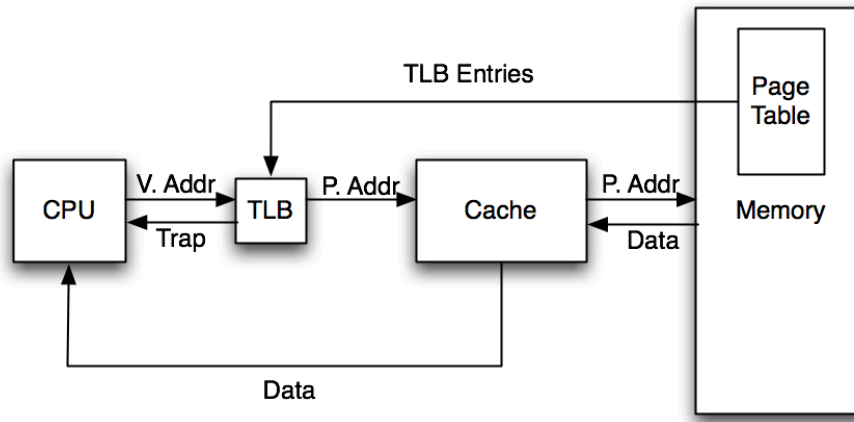 TLB Entries
Page
Table
V. Addr
P. Addr
P. Addr
CPU
TLB
Cache
Memory
Trap
Data
Data